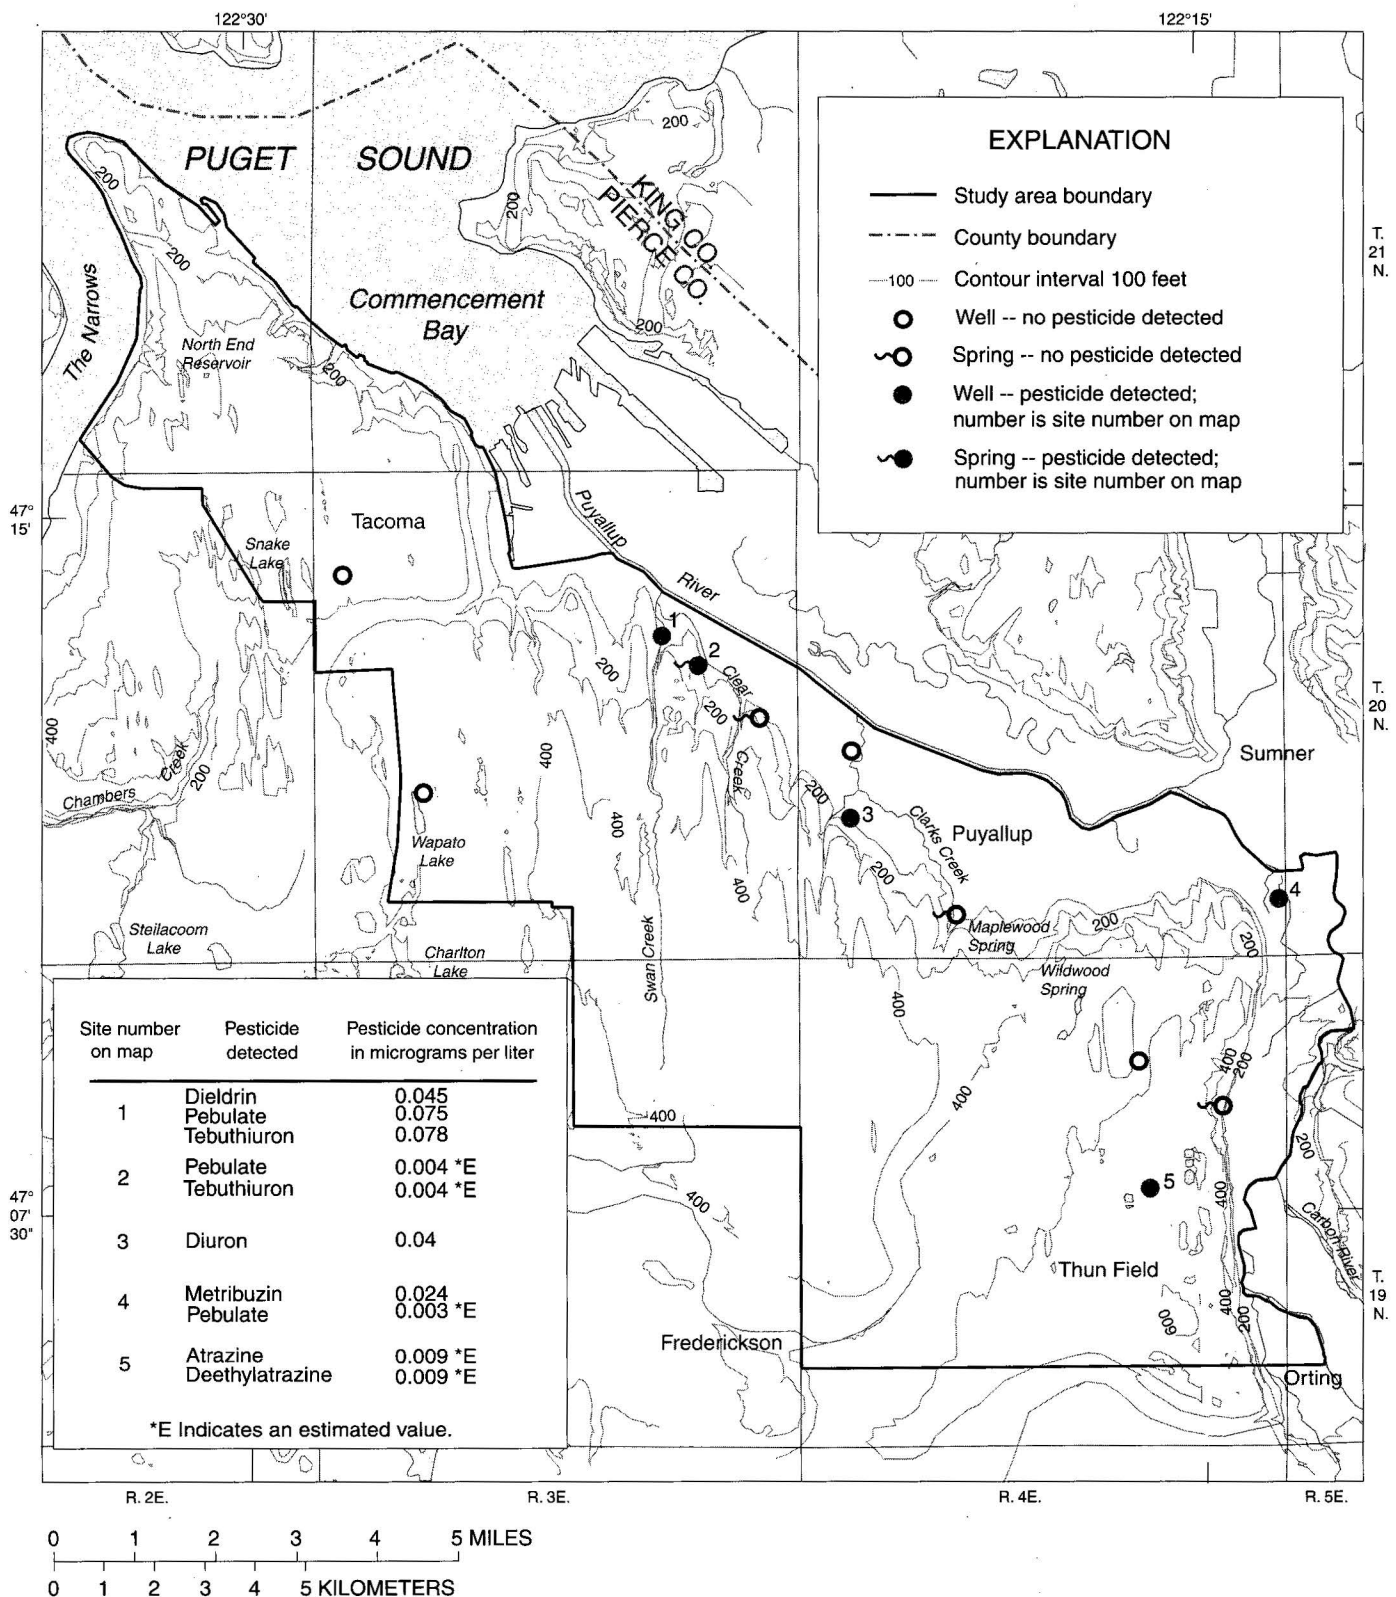 122°30'
122°15'
PUGET SOUND
200
200
200
200
KING CO.
PIERCE CO.
The Narrows
North End
Reservoir
Commencement
Bay
200
200
EXPLANATION
Study area boundary
County boundary
100 Contour interval 100 feet
Well -- no pesticide detected
Spring -- no pesticide detected
Well -- pesticide detected;
number is site number on map
Spring -- pesticide detected;
number is site number on map
T.
21
N.
47°
15'
Tacoma
Snake
Lake
Puyallup
River
1
2
200
Clear
Creek
200
400
400
Chambers
Creek
200
Wapato
Lake
400
400
Swan Creek
200
3
Clarks Creek
200
Puyallup
Sumner
T.
20
N.
4
Steilacoom
Lake
Charlton
Lake
Maplewood
Spring
200
200
Wildwood
Spring
400
400
400
200
400
400
5
400
200
Carbon River
Thun Field
600
400
200
Frederickson
Orting
T.
19
N.
47°
07'
30"
Site number
on map
Pesticide
detected
Pesticide concentration
in micrograms per liter
1
Dieldrin 0.045
Pebulate 0.075
Tebuthiuron 0.078
2
Pebulate 0.004 *E
Tebuthiuron 0.004 *E
3 Diuron 0.04
4
Metribuzin 0.024
Pebulate 0.003 *E
5
Atrazine 0.009 *E
Deethylatrazine 0.009 *E
*E Indicates an estimated value.
R. 2E.
R. 3E.
R. 4E.
R. 5E.
0 1 2 3 4 5 MILES
0 1 2 3 4 5 KILOMETERS